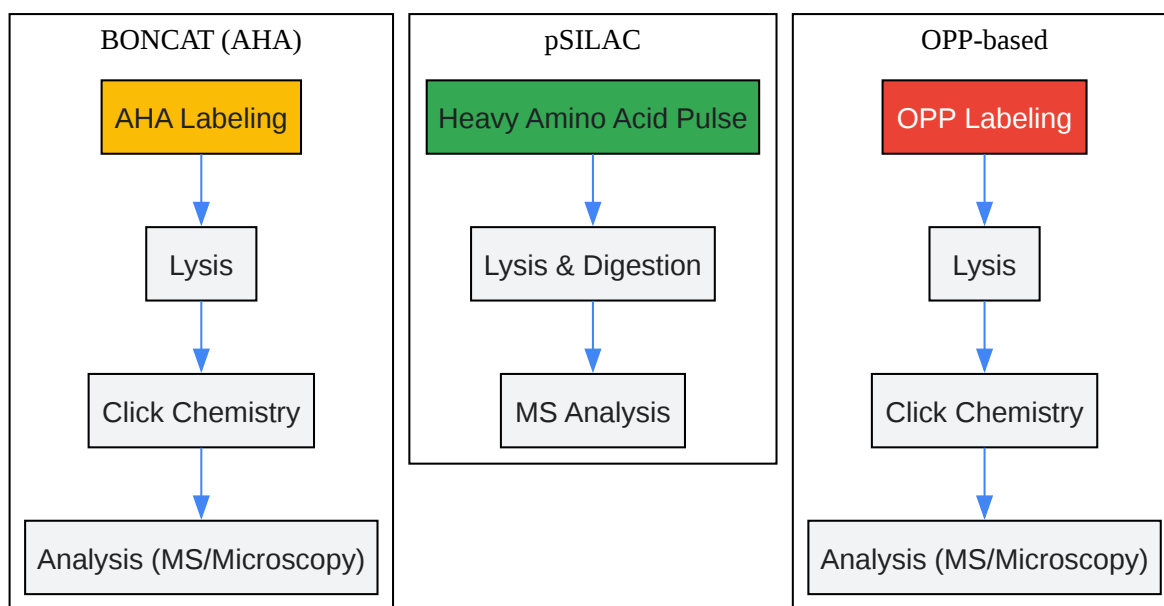 BONCAT (AHA)
AHA Labeling
Lysis
Click Chemistry
Analysis (MS/Microscopy)
pSILAC
Heavy Amino Acid Pulse
Lysis & Digestion
MS Analysis
OPP-based
OPP Labeling
Lysis
Click Chemistry
Analysis (MS/Microscopy)